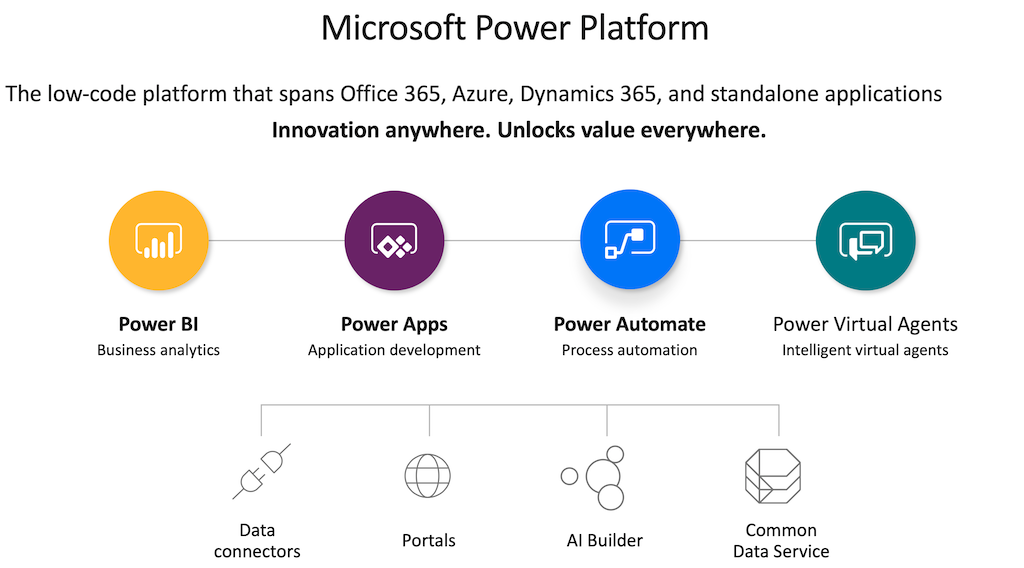 Microsoft Power Platform
The low-code platform that spans Office 365, Azure, Dynamics 365, and standalone applications
Innovation anywhere. Unlocks value everywhere.
Power BI
Business analytics
Power Apps
Application development
Power Automate
Process automation
Power Virtual Agents
Intelligent virtual agents
Data
connectors
Portals
AI Builder
Common
Data Service